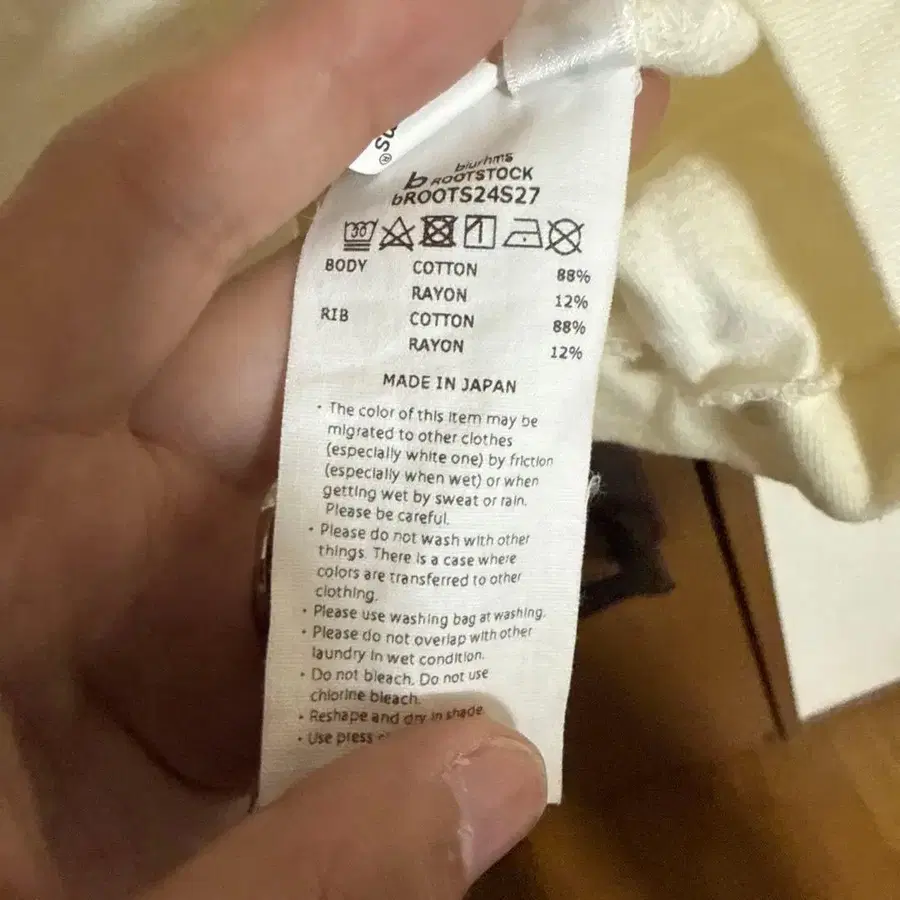 ®
blurhms
b ROOTSTOCK
bROOTS24S27
30
BODY COTTON 88%
RAYON 12%
RIB COTTON 88%
RAYON 12%
MADE IN JAPAN
・The color of this item may be
migrated to other clothes
(especially white one) by friction
(especially when wet) or when
getting wet by sweat or rain.
Please be careful.
・Please do not wash with other
things. There is a case where
colors are transferred to other
clothing.
・Please use washing bag at washing.
・Please do not overlap with other
laundry in wet condition.
・Do not bleach. Do not use
chlorine bleach.
・Reshape and dry in shade.
・Use press